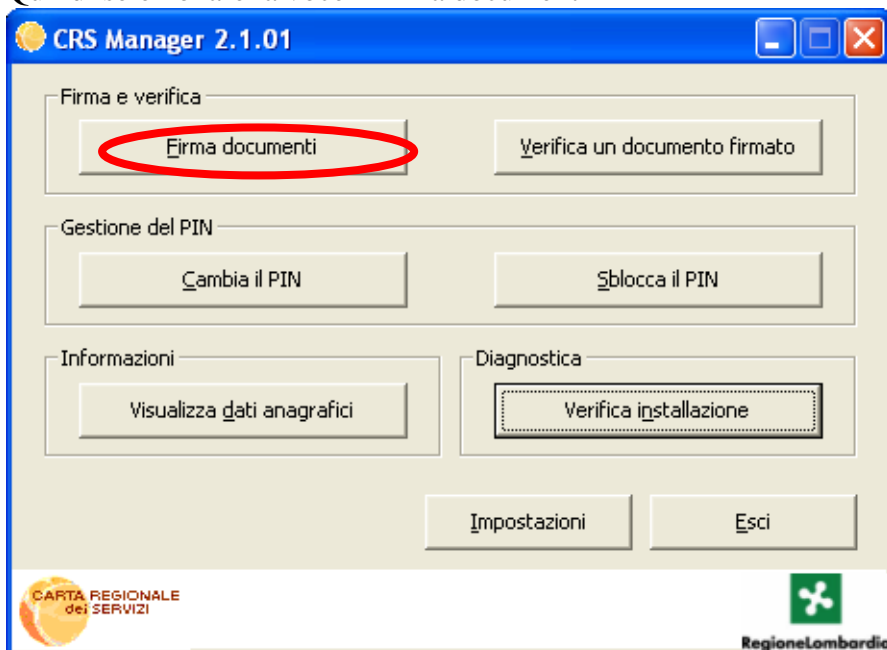 CRS Manager 2.1.01
Firma e verifica
Firma documenti
Verifica un documento firmato
Gestione del PIN
Cambia il PIN
Sblocca il PIN
Informazioni
Diagnostica
Visualizza dati anagrafici
Verifica installazione
Impostazioni
Esci
CARTA REGIONALE
dei SERVIZI
RegioneLombardia